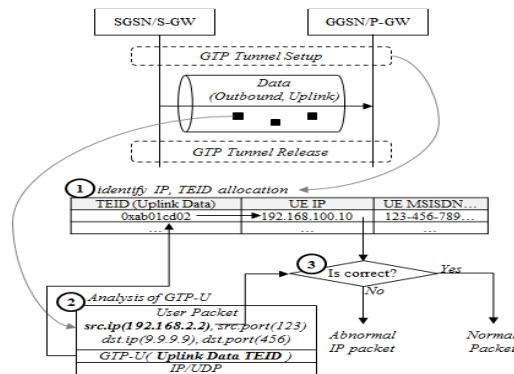 SGSN/S-GW
GGSN/P-GW
GTP Tunnel Setup
Data
(Outbound, Uplink)
GTP Tunnel Release
1 identify IP, TEID allocation
TEID (Uplink Data) UE IP UE MSISDN...
0xab01cd02 192.168.100.10 123-456-789...
... ... ...
3 Is correct? Yes
No
2 Analysis of GTP-U
User Packet
src.ip(192.168.2.2), src.port(123)
dst.ip(9.9.9.9), dst.port(456)
GTP-U( Uplink Data TEID )
IP/UDP
Abnormal
IP packet
Normal
Packet